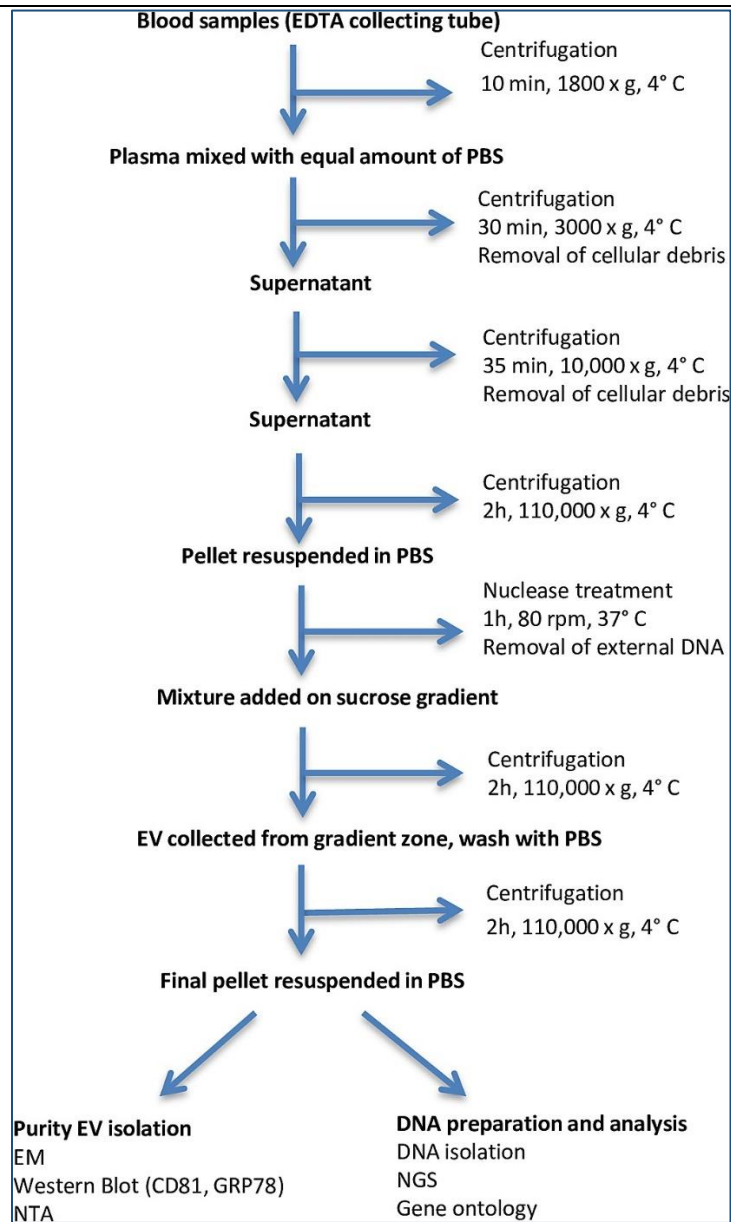 Blood samples (EDTA collecting tube)
Centrifugation
10 min, 1800 x g, 4° C
Plasma mixed with equal amount of PBS
Centrifugation
30 min, 3000 x g, 4° C
Removal of cellular debris
Supernatant
Centrifugation
35 min, 10,000 x g, 4° C
Removal of cellular debris
Supernatant
Centrifugation
2h, 110,000 x g, 4° C
Pellet resuspended in PBS
Nuclease treatment
1h, 80 rpm, 37° C
Removal of external DNA
Mixture added on sucrose gradient
Centrifugation
2h, 110,000 x g, 4° C
EV collected from gradient zone, wash with PBS
Centrifugation
2h, 110,000 x g, 4° C
Final pellet resuspended in PBS
Purity EV isolation
EM
Western Blot (CD81, GRP78)
NTA
DNA preparation and analysis
DNA isolation
NGS
Gene ontology